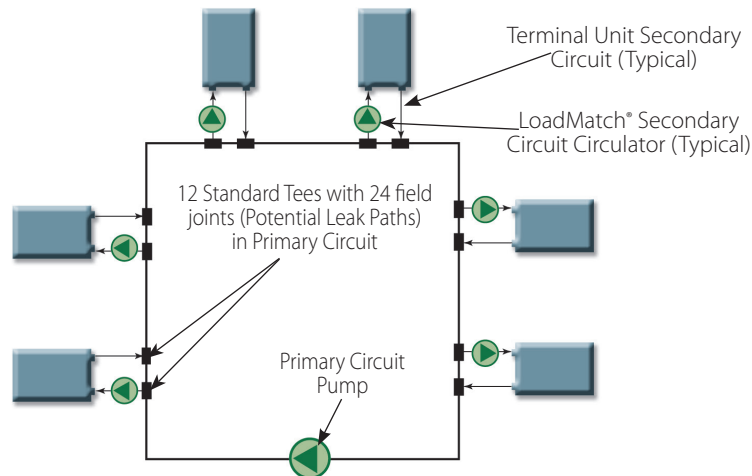 Terminal Unit Secondary
Circuit (Typical)
LoadMatch® Secondary
Circuit Circulator (Typical)
12 Standard Tees with 24 field
joints (Potential Leak Paths)
in Primary Circuit
Primary Circuit
Pump